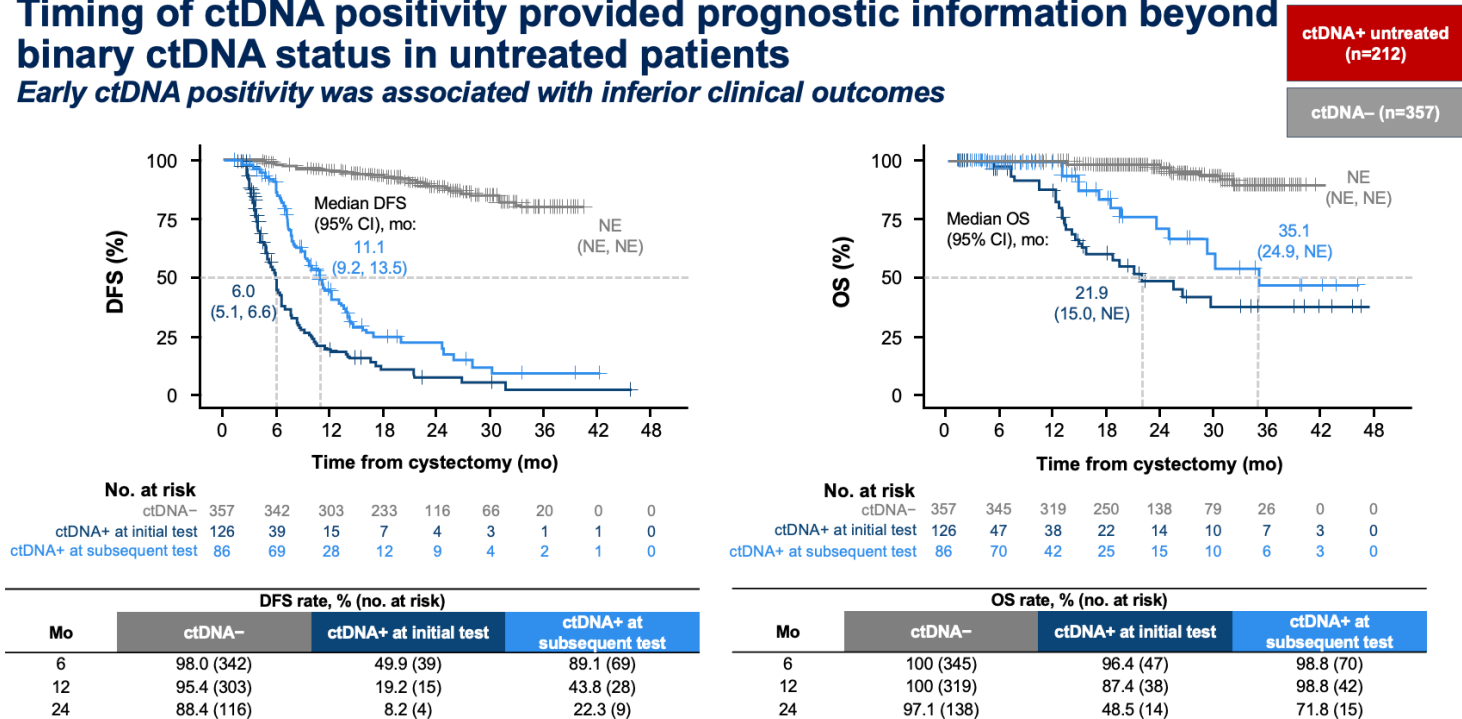 Timing of ctDNA positivity provided prognostic information beyond
binary ctDNA status in untreated patients
Early ctDNA positivity was associated with inferior clinical outcomes
ctDNA+ untreated
(n=212)
ctDNA− (n=357)
100
75
50
25
0
DFS (%)
Median DFS
(95% CI), mo:
11.1
(9.2, 13.5)
6.0
(5.1, 6.6)
NE
(NE, NE)
0 6 12 18 24 30 36 42 48
Time from cystectomy (mo)
No. at risk
ctDNA− 357 342 303 233 116 66 20 0 0
ctDNA+ at initial test 126 39 15 7 4 3 1 1 0
ctDNA+ at subsequent test 86 69 28 12 9 4 2 1 0
100
75
50
25
0
OS (%)
Median OS
(95% CI), mo:
NE
(NE, NE)
35.1
(24.9, NE)
21.9
(15.0, NE)
0 6 12 18 24 30 36 42 48
Time from cystectomy (mo)
No. at risk
ctDNA− 357 345 319 250 138 79 26 0 0
ctDNA+ at initial test 126 47 38 22 14 10 7 3 0
ctDNA+ at subsequent test 86 70 42 25 15 10 6 3 0
DFS rate, % (no. at risk)
Mo ctDNA− ctDNA+ at initial test ctDNA+ at
subsequent test
6 98.0 (342) 49.9 (39) 89.1 (69)
12 95.4 (303) 19.2 (15) 43.8 (28)
24 88.4 (116) 8.2 (4) 22.3 (9)
OS rate, % (no. at risk)
Mo ctDNA− ctDNA+ at initial test ctDNA+ at
subsequent test
6 100 (345) 96.4 (47) 98.8 (70)
12 100 (319) 87.4 (38) 98.8 (42)
24 97.1 (138) 48.5 (14) 71.8 (15)